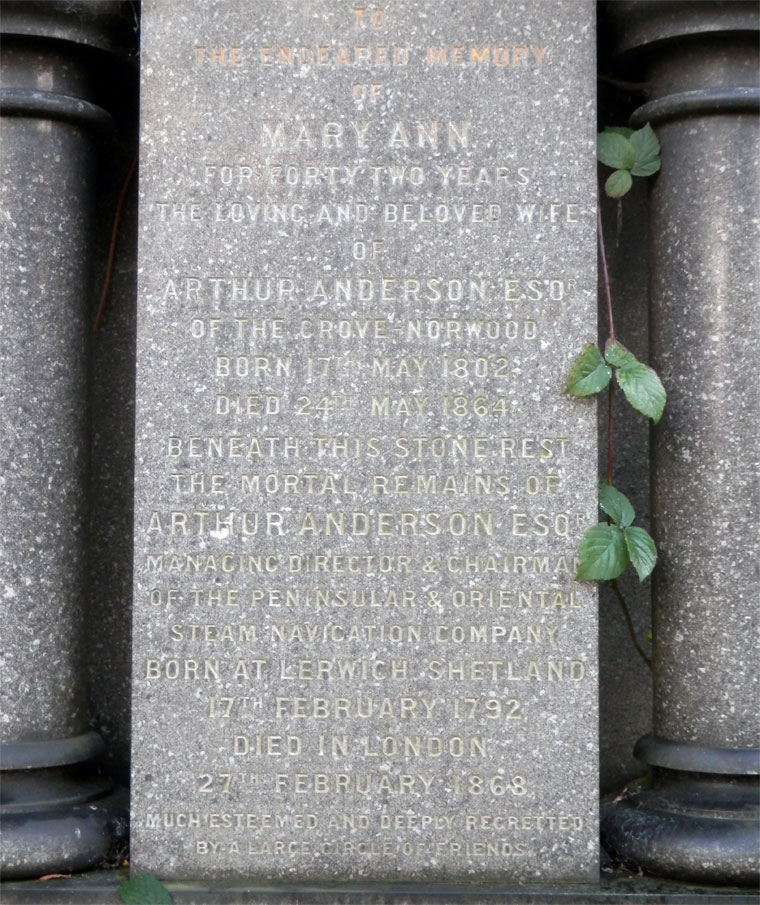 TO
THE ENDEARED MEMORY
OF
MARY ANN
FOR FORTY TWO YEARS
THE LOVING AND BELOVED WIFE
OF
ARTHUR ANDERSON ESQR
OF THE GROVE-NORWOOD
BORN 17TH MAY 1802.
DIED 24TH MAY 1864.
BENEATH THIS STONE REST
THE MORTAL REMAINS OF
ARTHUR ANDERSON ESQR
MANAGING DIRECTOR & CHAIRMAN
OF THE PENINSULAR & ORIENTAL
STEAM NAVIGATION COMPANY
BORN AT LERWICH SHETLAND
17TH FEBRUARY 1792,
DIED IN LONDON
27TH FEBRUARY 1868.
MUCH ESTEEMED AND DEEPLY REGRETTED
BY A LARGE CIRCLE OF FRIENDS.